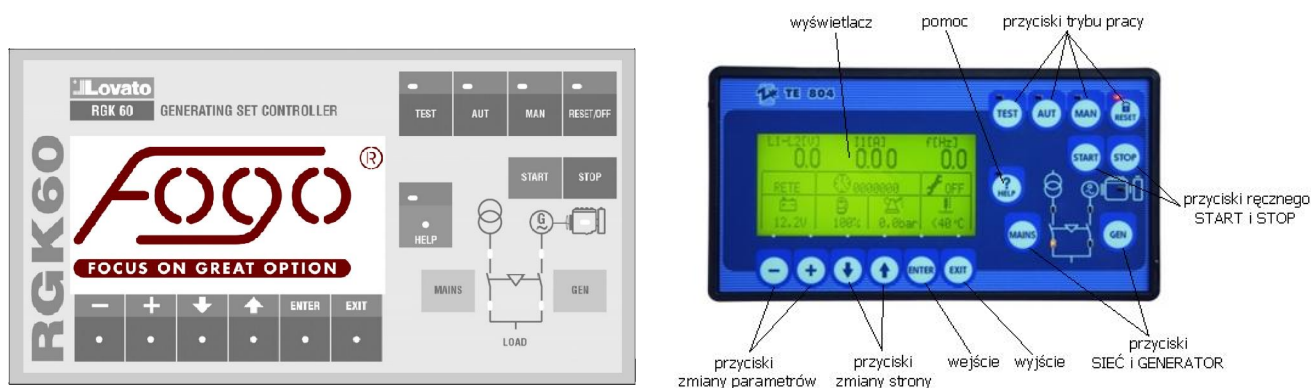 Lovato
RGK 60 GENERATING SET CONTROLLER
RGK60
Fogo ®
FOCUS ON GREAT OPTION
TEST AUT MAN RESET/OFF
START STOP
HELP
G
MAINS GEN
LOAD
− + ENTER EXIT
wyświetlacz pomoc przyciski trybu pracy
TE 804
TEST AUT MAN RESET
L1-L2[V] I1[A] f[Hz]
0.0 0.00 0.0
RETE 0000000 OFF
12.2V 100% 0.0bar <40°C
START STOP
? HELP
MAINS GEN
− + ENTER EXIT
przyciski ręcznego
START i STOP
przyciski
zmiany parametrów
przyciski
zmiany strony
wejście wyjście
przyciski
SIEĆ i GENERATOR